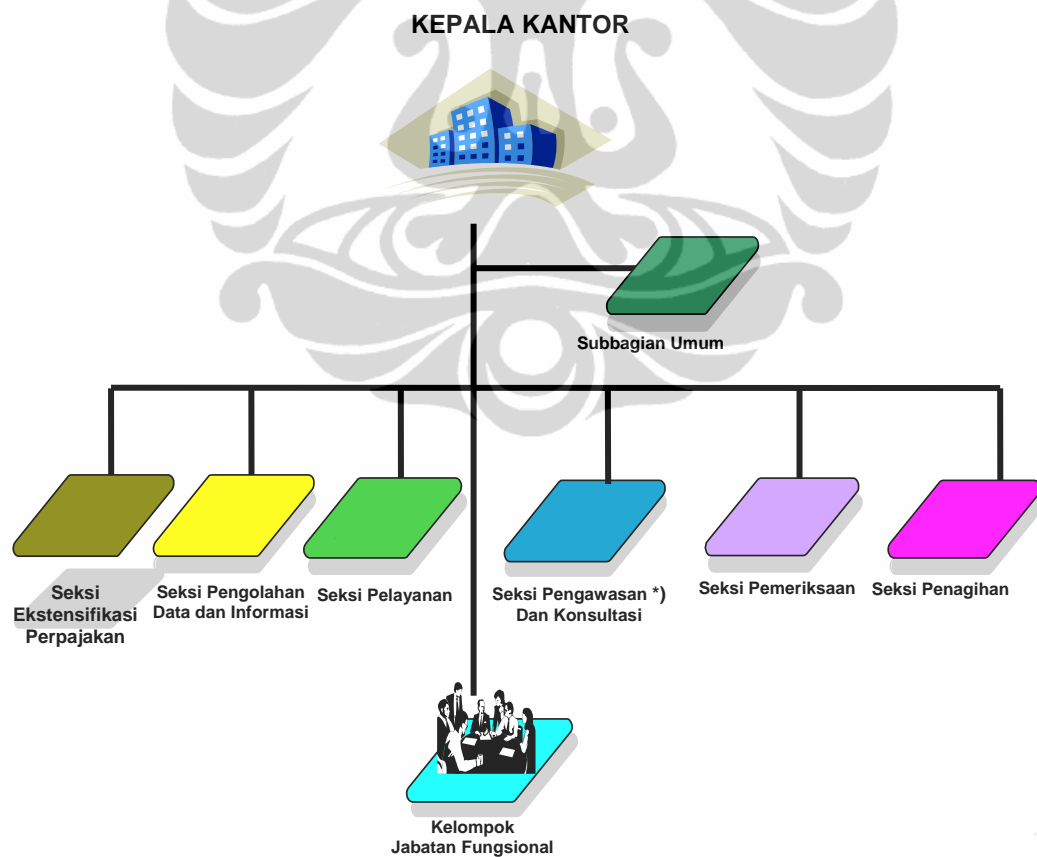 KEPALA KANTOR
Subbagian Umum
Seksi
Ekstensifikasi
Perpajakan
Seksi Pengolahan
Data dan Informasi
Seksi Pelayanan
Seksi Pengawasan *)
Dan Konsultasi
Seksi Pemeriksaan
Seksi Penagihan
Kelompok
Jabatan Fungsional